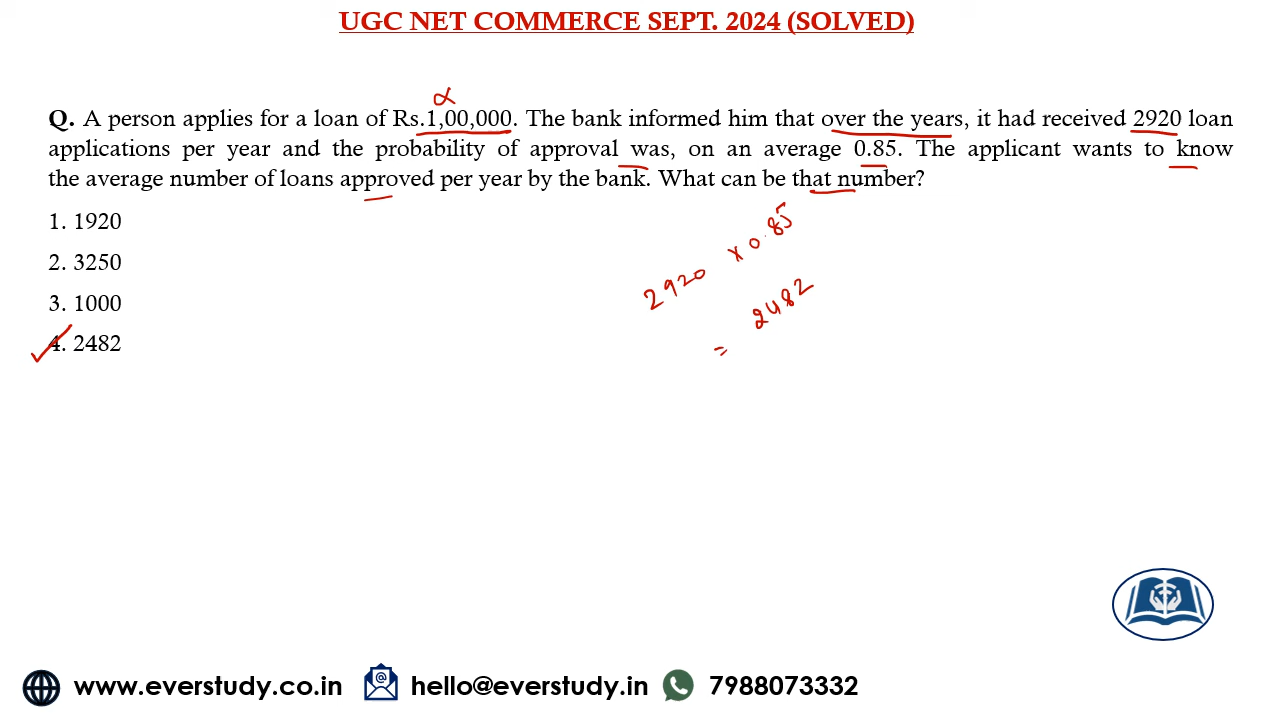 UGC NET COMMERCE SEPT. 2024 (SOLVED)
α
Q. A person applies for a loan of Rs.1,00,000. The bank informed him that over the years, it had received 2920 loan
applications per year and the probability of approval was, on an average 0.85. The applicant wants to know
the average number of loans approved per year by the bank. What can be that number?
1. 1920
2. 3250
3. 1000
4. 2482
2920 x 0.85
= 2482
www.everstudy.co.in
hello@everstudy.in
7988073332